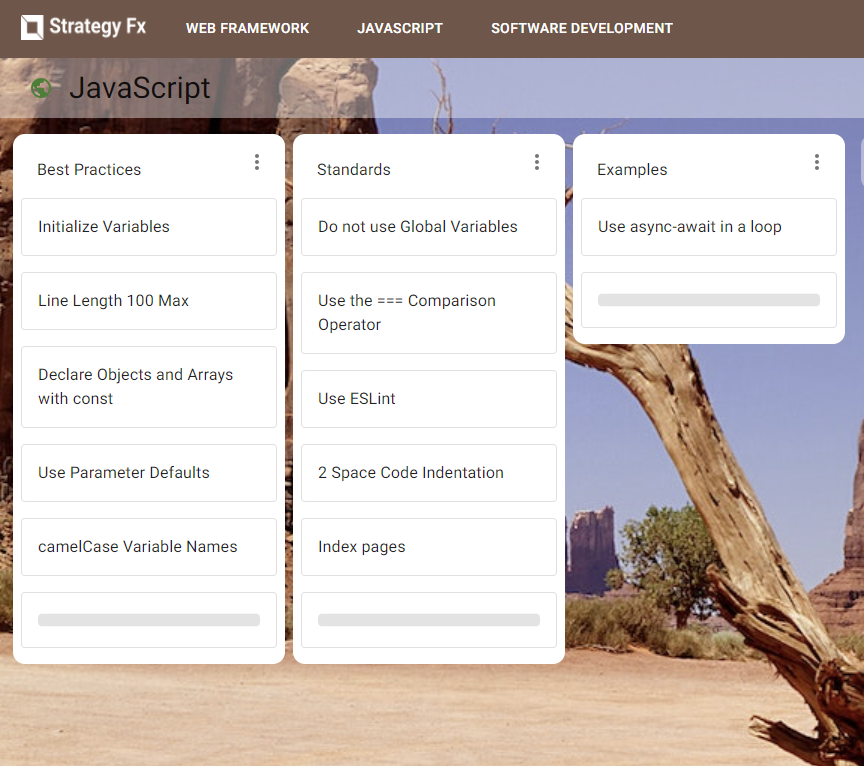 Strategy Fx
WEB FRAMEWORK
JAVASCRIPT
SOFTWARE DEVELOPMENT
JavaScript
Best Practices
Initialize Variables
Line Length 100 Max
Declare Objects and Arrays
with const
Use Parameter Defaults
camelCase Variable Names
Standards
Do not use Global Variables
Use the === Comparison
Operator
Use ESLint
2 Space Code Indentation
Index pages
Examples
Use async-await in a loop